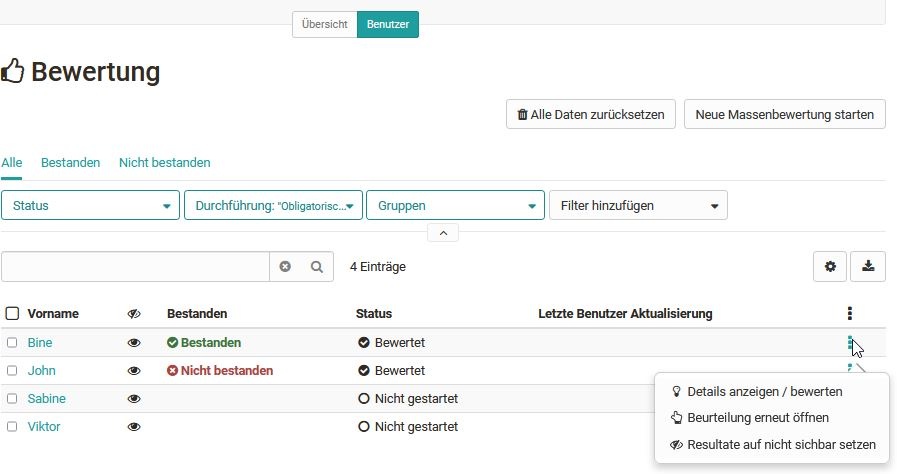 Übersicht Benutzer
Bewertung
Alle Daten zurücksetzen Neue Massenbewertung starten
Alle Bestanden Nicht bestanden
Status Durchführung: "Obligatorisc... Gruppen Filter hinzufügen
4 Einträge
Vorname Bestanden Status Letzte Benutzer Aktualisierung
Bine Bestanden Bewertet
John Nicht bestanden Bewertet
Sabine Nicht gestartet
Viktor Nicht gestartet
Details anzeigen / bewerten
Beurteilung erneut öffnen
Resultate auf nicht sichbar setzen